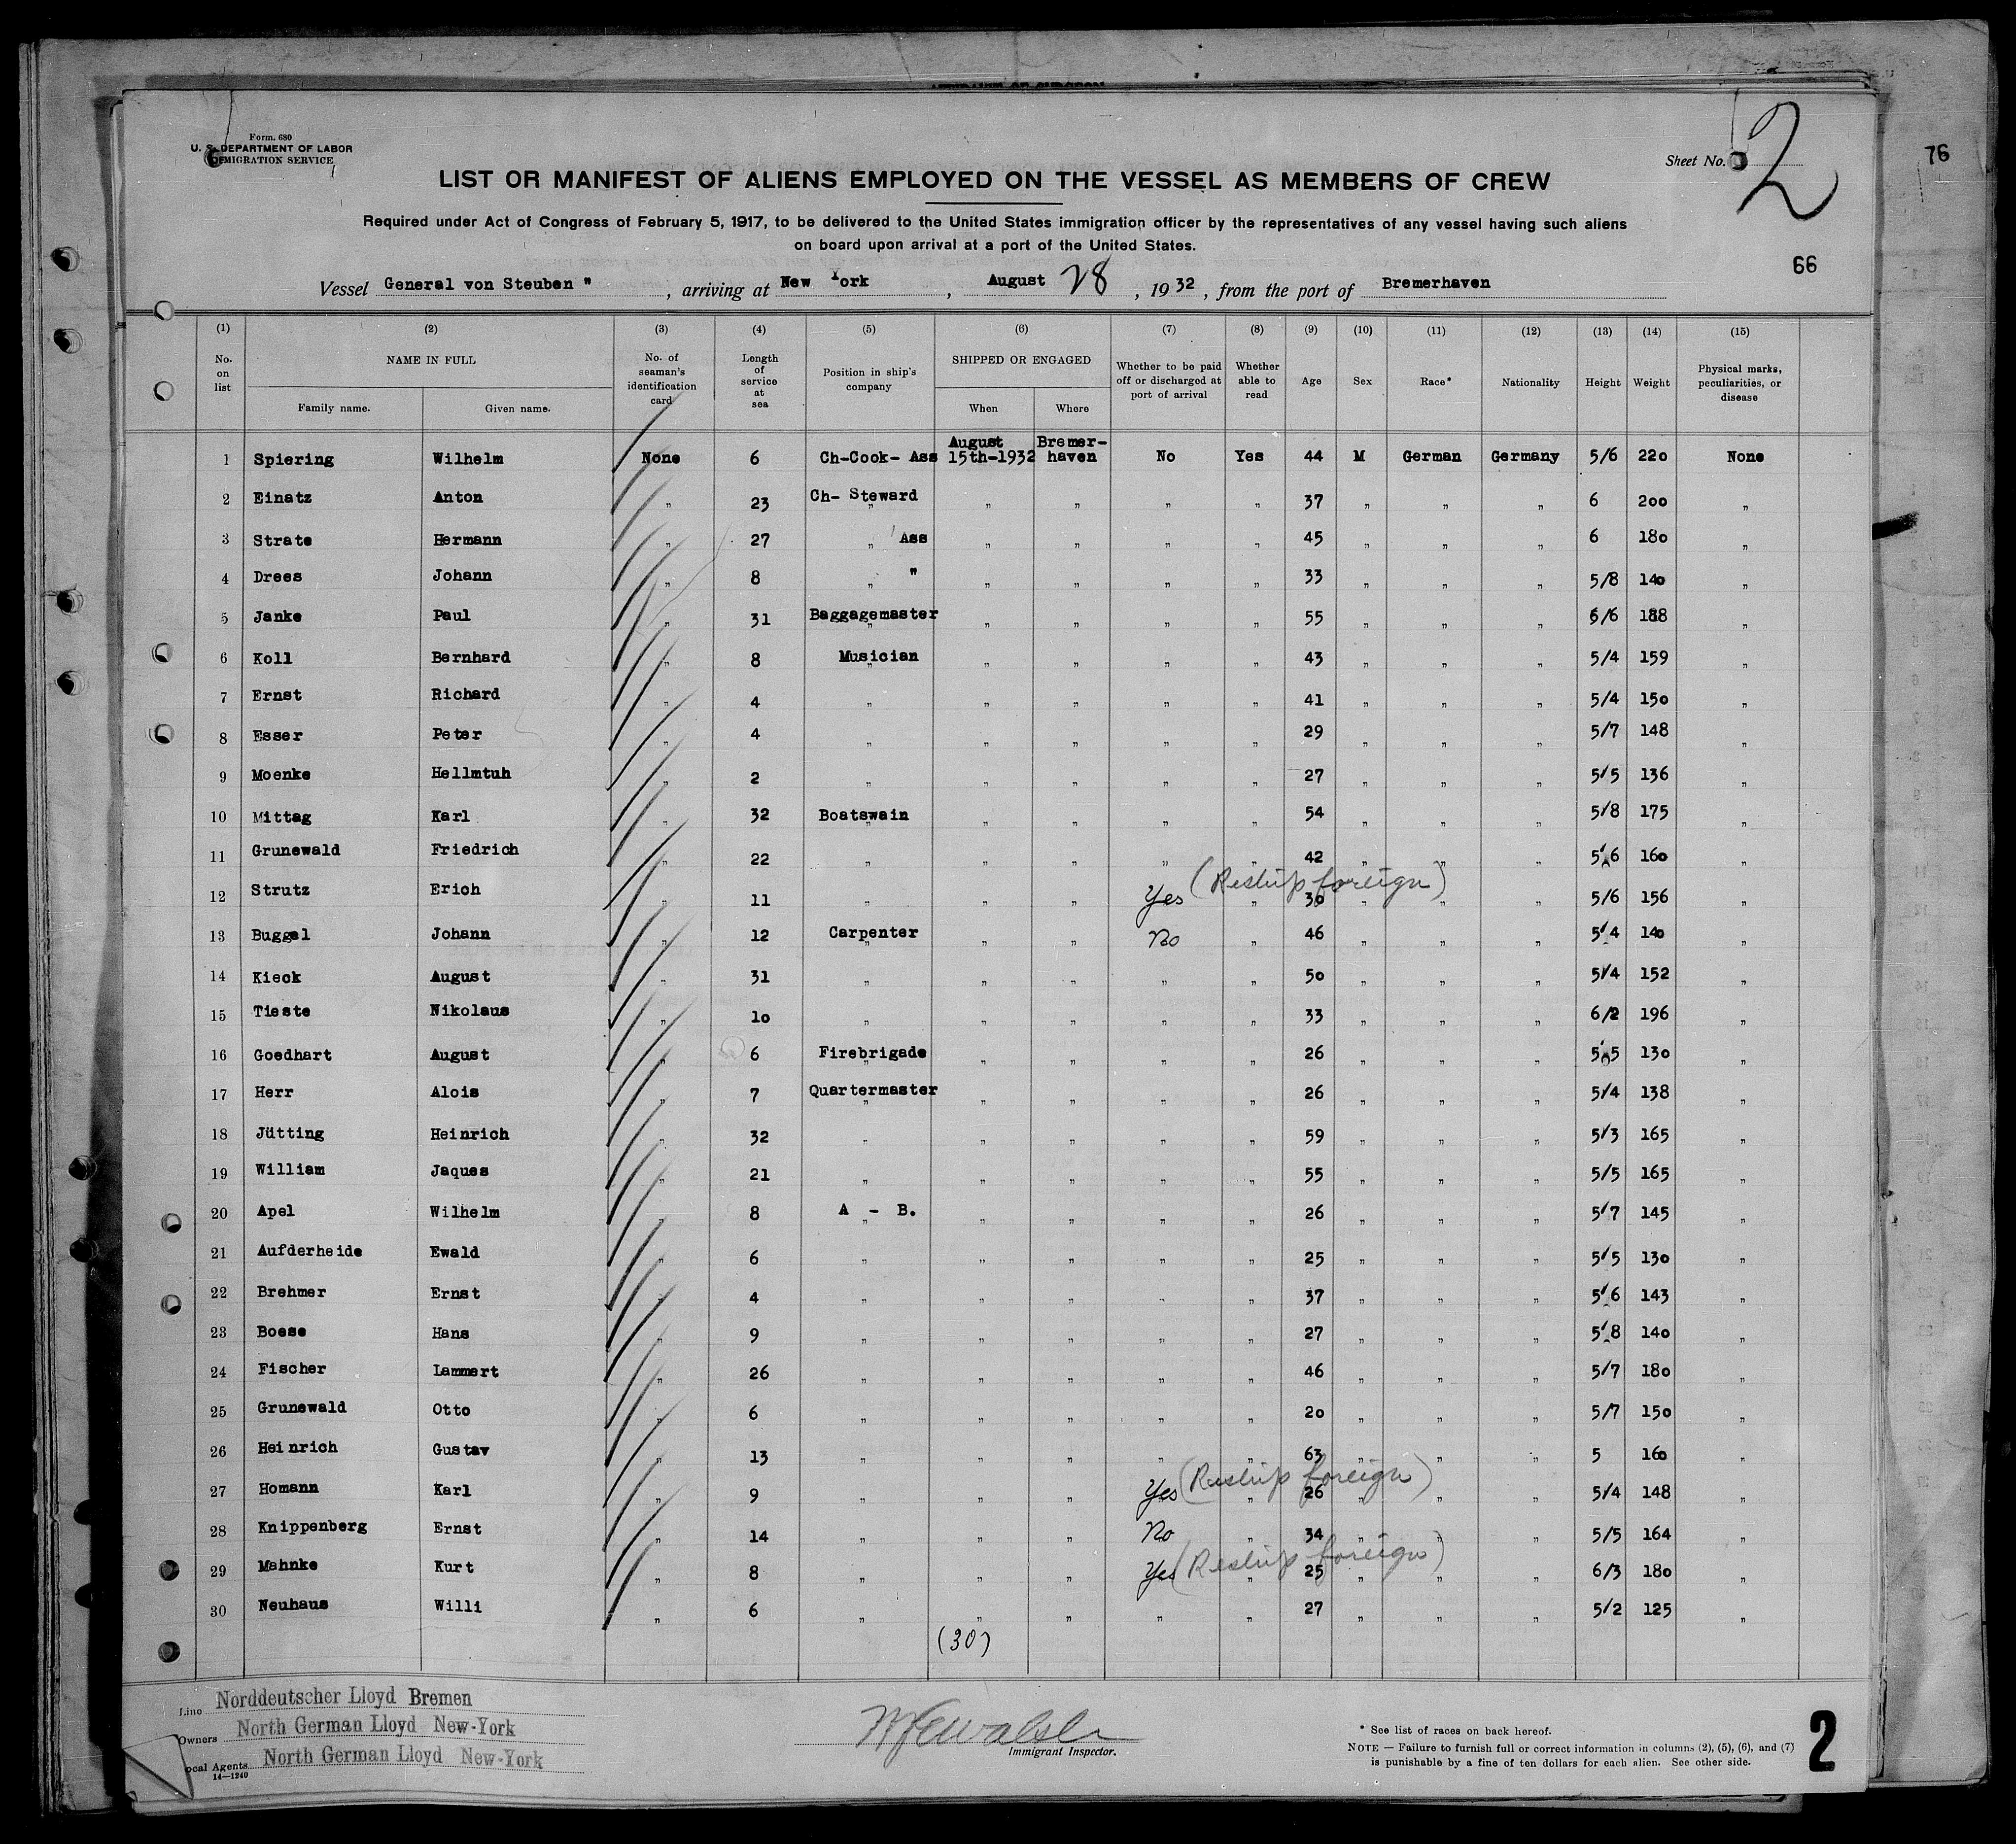 Form. 680
U. S. DEPARTMENT OF LABOR
IMMIGRATION SERVICE
Sheet No. 2
76
LIST OR MANIFEST OF ALIENS EMPLOYED ON THE VESSEL AS MEMBERS OF CREW
Required under Act of Congress of February 5, 1917, to be delivered to the United States immigration officer by the representatives of any vessel having such aliens
on board upon arrival at a port of the United States.
66
Vessel General von Steuben ", arriving at New York, August 28, 1932, from the port of Bremerhaven
(1) (2) (3) (4) (5) (6) (7) (8) (9) (10) (11) (12) (13) (14) (15)
No. on list NAME IN FULL Family name. Given name. No. of seaman's identification card Length of service at sea Position in ship's company SHIPPED OR ENGAGED When Where Whether to be paid off or discharged at port of arrival Whether able to read Age Sex Race* Nationality Height Weight Physical marks, peculiarities, or disease
1 Spiering Wilhelm None 6 Ch-Cook- Ass August 15th-1932 Bremer-haven No Yes 44 M German Germany 5/6 220 None
2 Einatz Anton " 23 Ch- Steward " " " " 37 " " " 6 200 "
3 Strate Hermann " 27 " Ass " " " " 45 " " " 6 180 "
4 Drees Johann " 8 " " " " " " 33 " " " 5/8 140 "
5 Janke Paul " 31 Baggagemaster " " " " 55 " " " 6/6 188 "
6 Koll Bernhard " 8 Musician " " " " 43 " " " 5/4 159 "
7 Ernst Richard " 4 " " " " " 41 " " " 5/4 150 "
8 Esser Peter " 4 " " " " " 29 " " " 5/7 148 "
9 Moenke Hellmtuh " 2 " " " " " 27 " " " 5/5 136 "
10 Mittag Karl " 32 Boatswain " " " " 54 " " " 5/8 175 "
11 Grunewald Friedrich " 22 " " " " " 42 " " " 5/6 160 "
12 Strutz Erich " 11 " " " Yes (Reship foreign) " 30 " " " 5/6 156 "
13 Buggel Johann " 12 Carpenter " " No " 46 " " " 5/4 140 "
14 Kieck August " 31 " " " " " 50 " " " 5/4 152 "
15 Tieste Nikolaus " 10 " " " " " 33 " " " 6/2 196 "
16 Goedhart August " 6 Firebrigade " " " " 26 " " " 5/5 130 "
17 Herr Alois " 7 Quartermaster " " " " 26 " " " 5/4 138 "
18 Jütting Heinrich " 32 " " " " " 59 " " " 5/3 165 "
19 William Jaques " 21 " " " " " 55 " " " 5/5 165 "
20 Apel Wilhelm " 8 A - B. " " " " 26 " " " 5/7 145 "
21 Aufderheide Ewald " 6 " " " " " 25 " " " 5/5 130 "
22 Brehmer Ernst " 4 " " " " " 37 " " " 5/6 143 "
23 Boese Hans " 9 " " " " " 27 " " " 5/8 140 "
24 Fischer Lammert " 26 " " " " " 46 " " " 5/7 180 "
25 Grunewald Otto " 6 " " " " " 20 " " " 5/7 150 "
26 Heinrich Gustav " 13 " " " " " 63 " " " 5 160 "
27 Homann Karl " 9 " " " Yes (Reship foreign) " 26 " " " 5/4 148 "
28 Knippenberg Ernst " 14 " " " No " 34 " " " 5/5 164 "
29 Mahnke Kurt " 8 " " " Yes (Reship foreign) " 25 " " " 6/3 180 "
30 Neuhaus Willi " 6 " " " " " 27 " " " 5/2 125 "
(30)
Line Norddeutscher Lloyd Bremen
Owners North German Lloyd New-York
ocal Agents North German Lloyd New-York
14—1240
Immigrant Inspector.
* See list of races on back hereof.
NOTE — Failure to furnish full or correct information in columns (2), (5), (6), and (7)
is punishable by a fine of ten dollars for each alien. See other side.
2